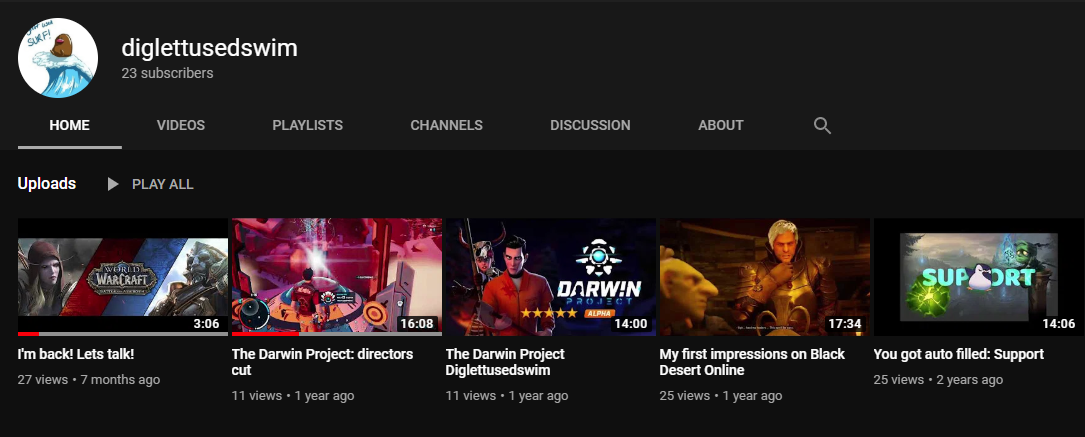 SURF!
diglettusedswim
23 subscribers
HOME VIDEOS PLAYLISTS CHANNELS DISCUSSION ABOUT
Uploads PLAY ALL
WORLD
WARCRAFT
3:06
16:08
DARWIN
PROJECT
ALPHA
14:00
17:34
SUPPORT
14:06
I'm back! Lets talk!
27 views • 7 months ago
The Darwin Project: directors
cut
11 views • 1 year ago
The Darwin Project
Diglettusedswim
11 views • 1 year ago
My first impressions on Black
Desert Online
25 views • 1 year ago
You got auto filled: Support
25 views • 2 years ago